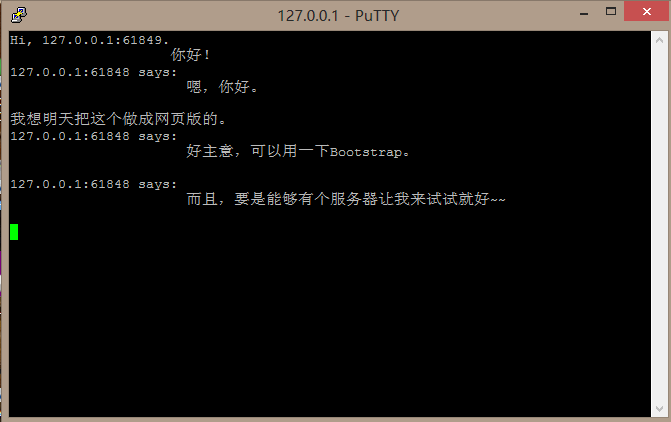 127.0.0.1 - PuTTY
Hi, 127.0.0.1:61849.
你好!
127.0.0.1:61848 says:
嗯，你好。
我想明天把这个做成网页版的。
127.0.0.1:61848 says:
好主意，可以用一下Bootstrap。
127.0.0.1:61848 says:
而且，要是能够有个服务器让我来试试就好~~